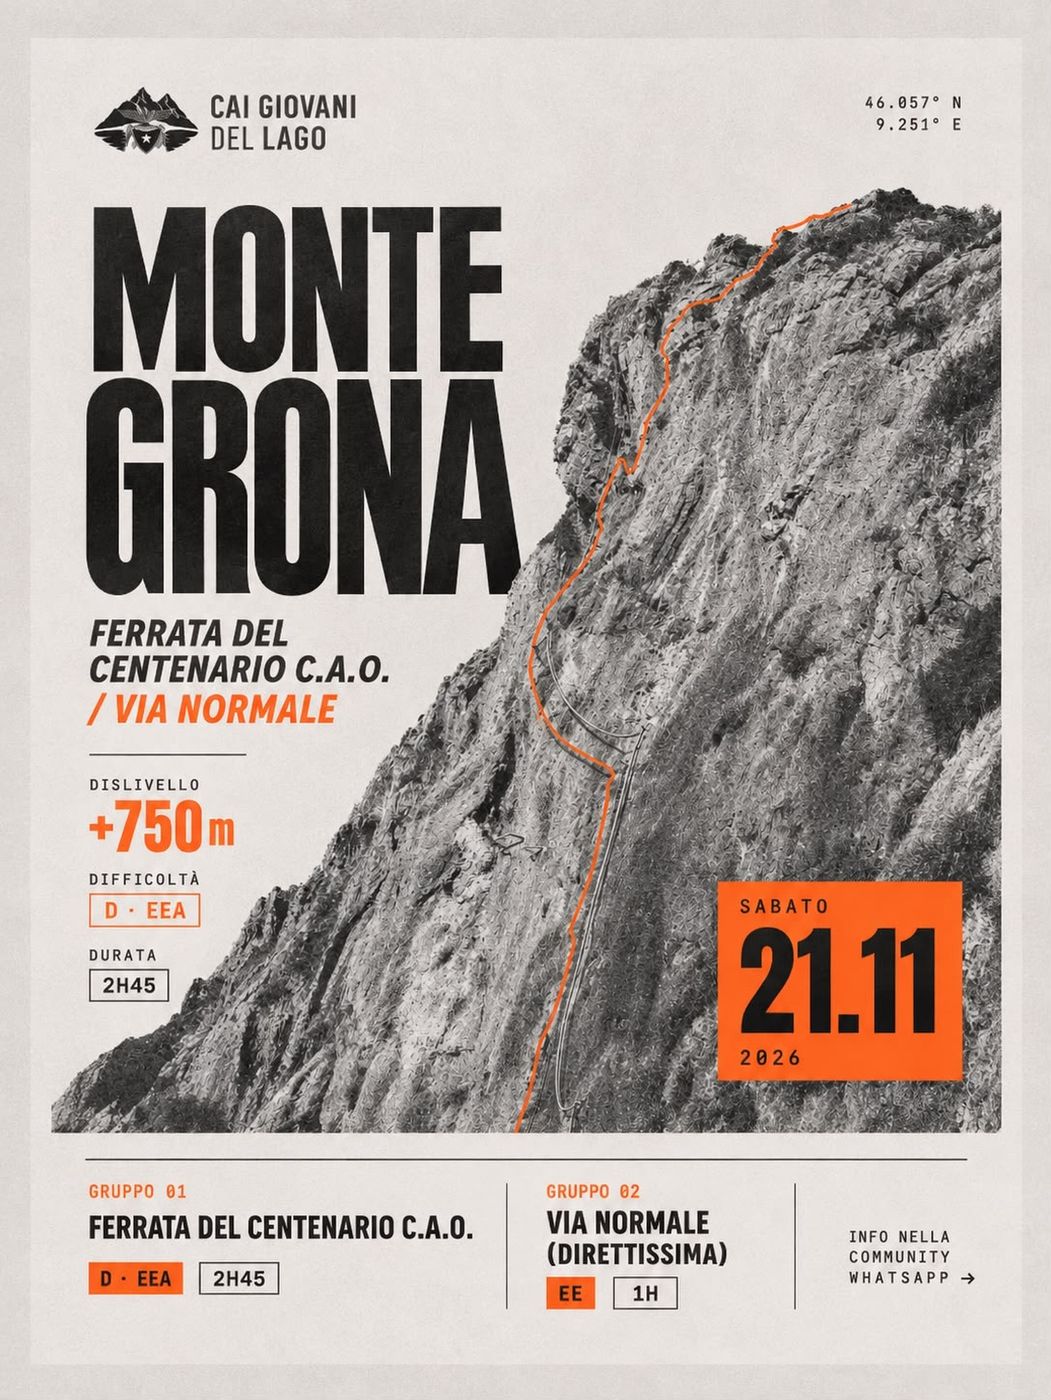 CAI GIOVANI
DEL LAGO
46.057° N
9.251° E
MONTE
GRONA
FERRATA DEL
CENTENARIO C.A.O.
/ VIA NORMALE
DISLIVELLO
+750 m
DIFFICOLTÀ
D · EEA
DURATA
2H45
SABATO
21.11
2026
GRUPPO 01
FERRATA DEL CENTENARIO C.A.O.
D · EEA 2H45
GRUPPO 02
VIA NORMALE
(DIRETTISSIMA)
EE 1H
INFO NELLA
COMMUNITY
WHATSAPP →